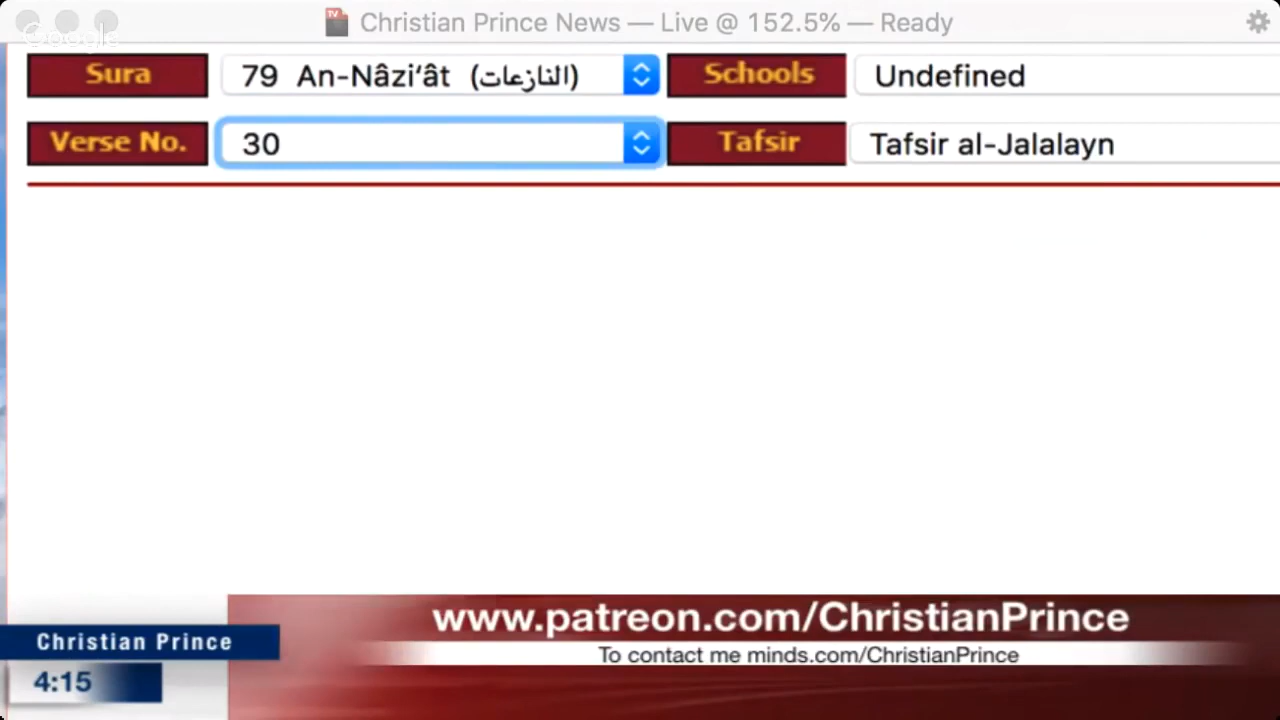 Christian Prince News — Live @ 152.5% — Ready
Google
Sura 79 An-Nâzi‘ât (النازعات) Schools Undefined
Verse No. 30 Tafsir Tafsir al-Jalalayn
www.patreon.com/ChristianPrince
To contact me minds.com/ChristianPrince
Christian Prince
4:15